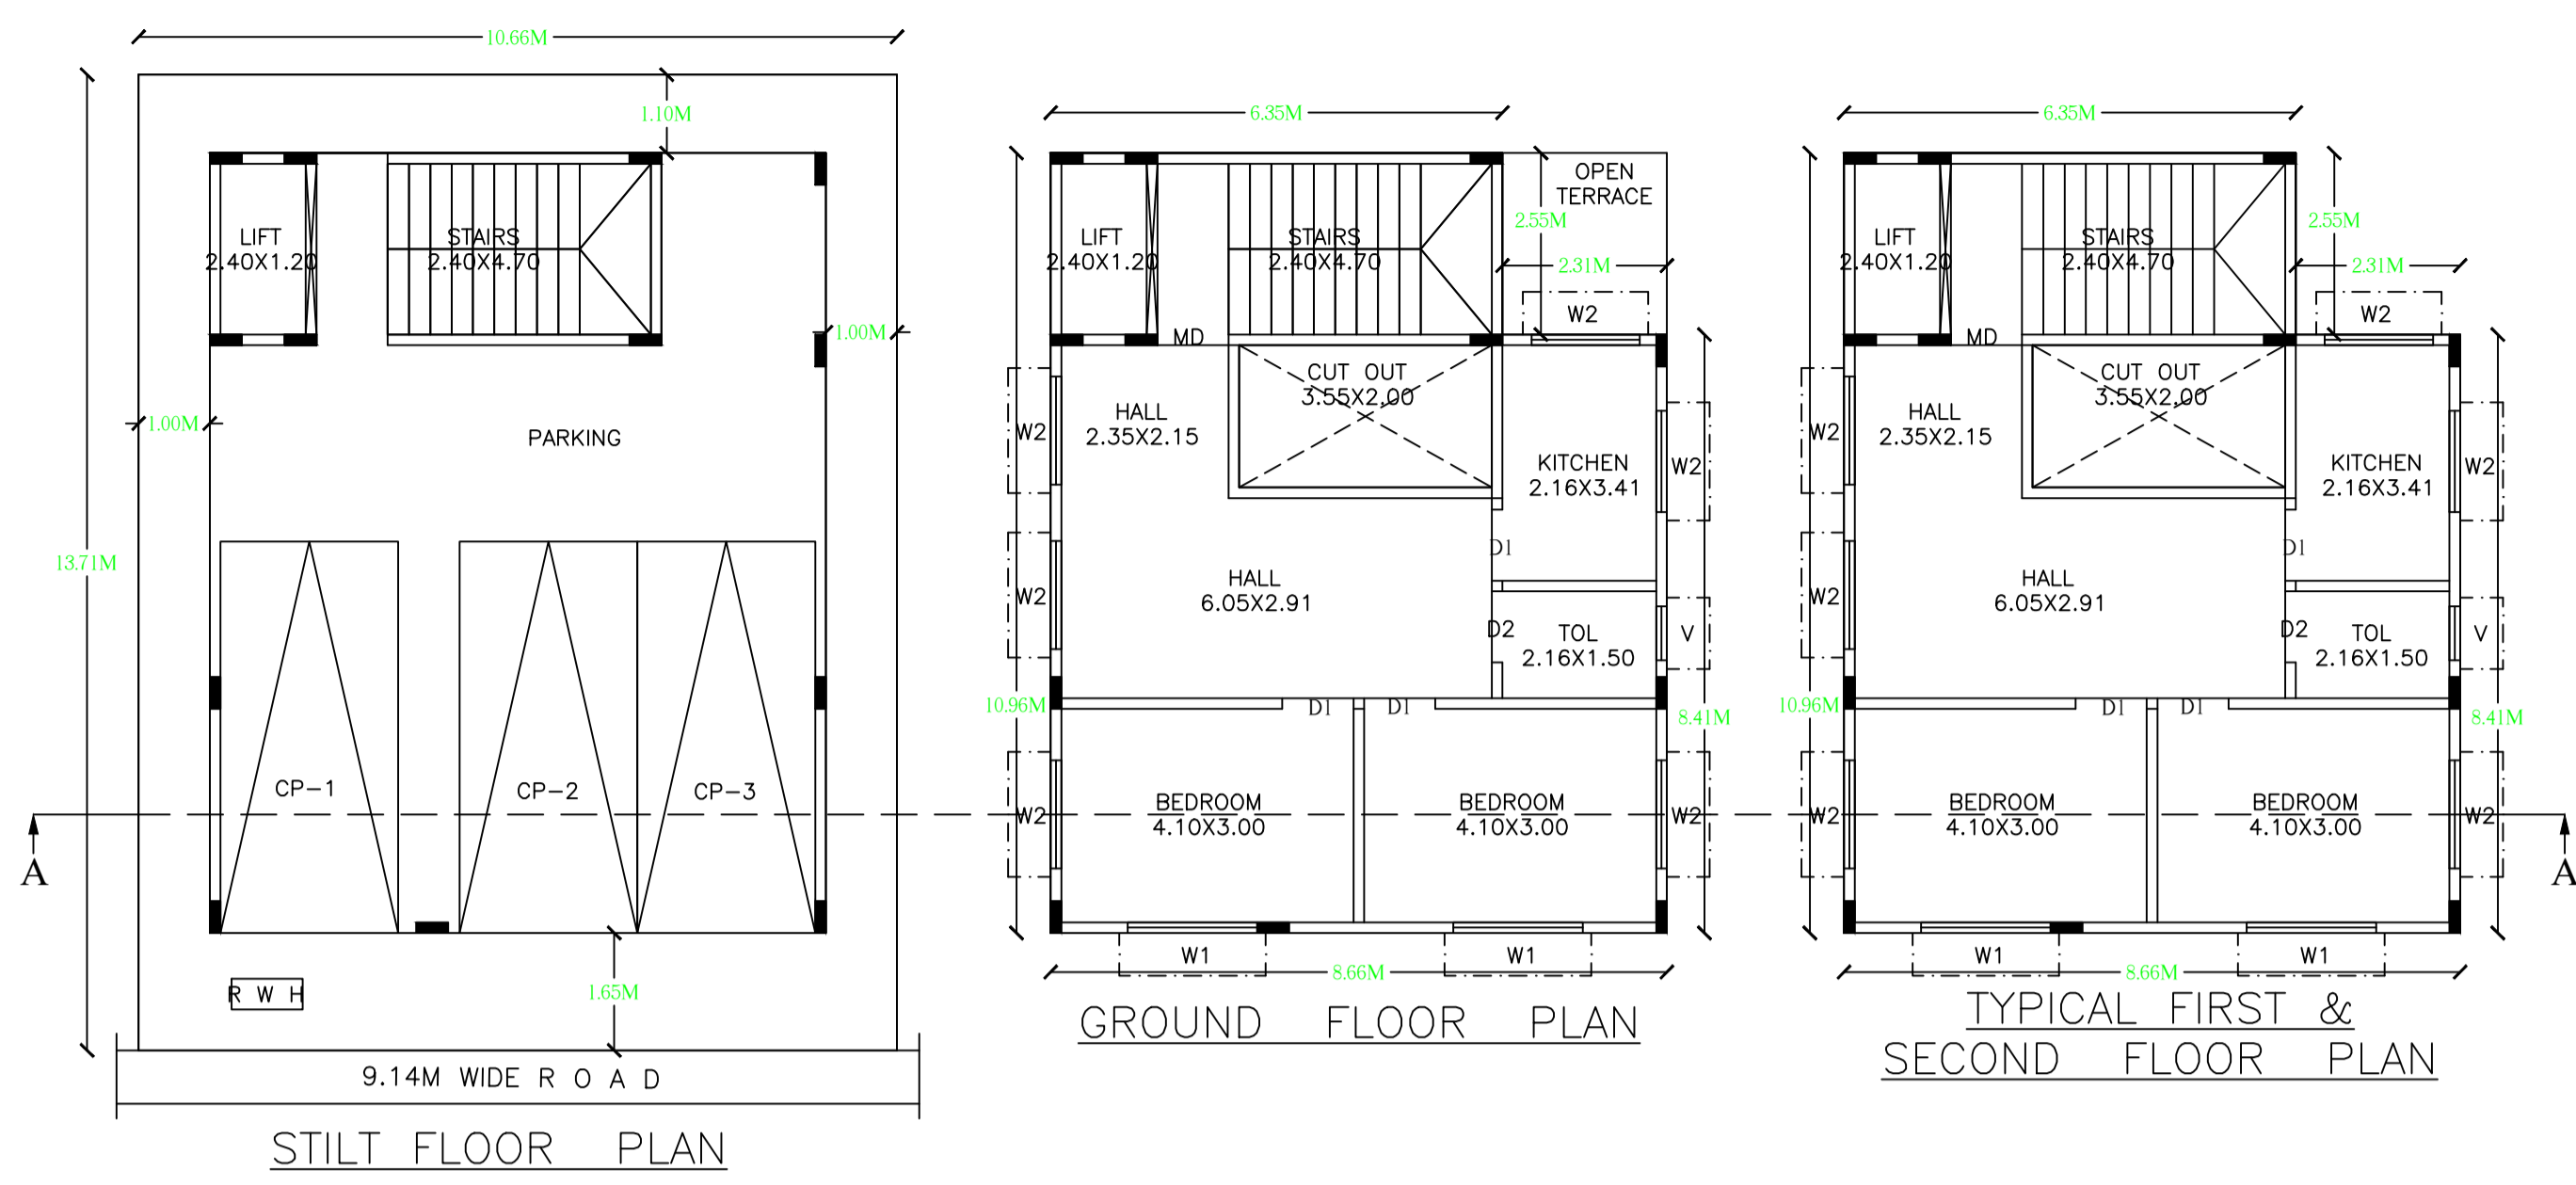 10.66M
1.10M
LIFT
2.40X1.20
STAIRS
2.40X4.70
1.00M
1.00M
PARKING
13.71M
CP-1
CP-2
CP-3
A
R W H
1.65M
9.14M WIDE R O A D
STILT FLOOR PLAN
6.35M
OPEN
TERRACE
2.55M
LIFT
2.40X1.20
STAIRS
2.40X4.70
2.31M
W2
MD
CUT OUT
3.55X2.00
HALL
2.35X2.15
W2
KITCHEN
2.16X3.41
W2
D1
HALL
6.05X2.91
W2
D2
TOL
2.16X1.50
V
10.96M
D1
D1
8.41M
BEDROOM
4.10X3.00
BEDROOM
4.10X3.00
W2
W2
W1
W1
8.66M
GROUND FLOOR PLAN
6.35M
2.55M
LIFT
2.40X1.20
STAIRS
2.40X4.70
2.31M
W2
MD
CUT OUT
3.55X2.00
HALL
2.35X2.15
W2
KITCHEN
2.16X3.41
W2
D1
HALL
6.05X2.91
W2
D2
TOL
2.16X1.50
V
10.96M
D1
D1
8.41M
BEDROOM
4.10X3.00
BEDROOM
4.10X3.00
W2
W2
A
W1
W1
8.66M
TYPICAL FIRST &
SECOND FLOOR PLAN